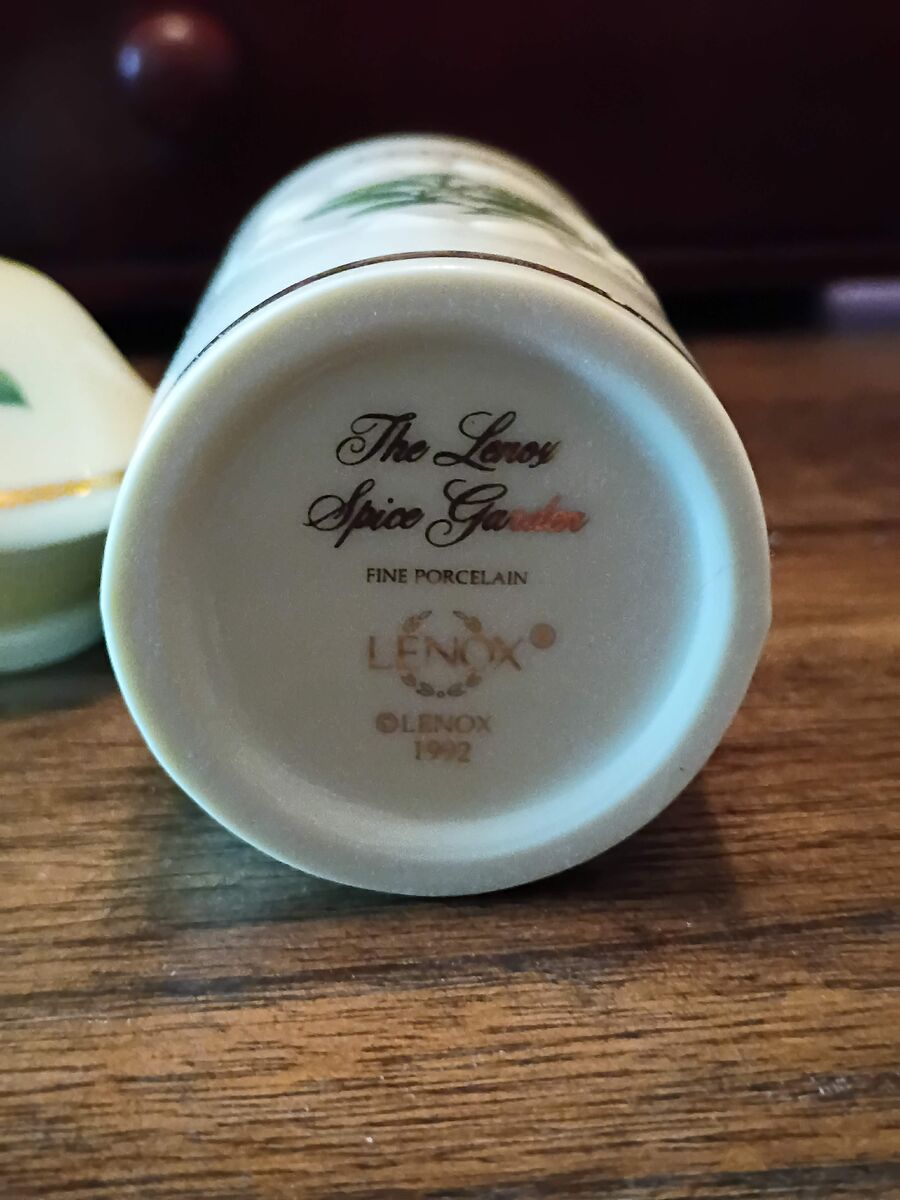 The Lenox
Spice Garden
FINE PORCELAIN
LENOX®
©LENOX
1992